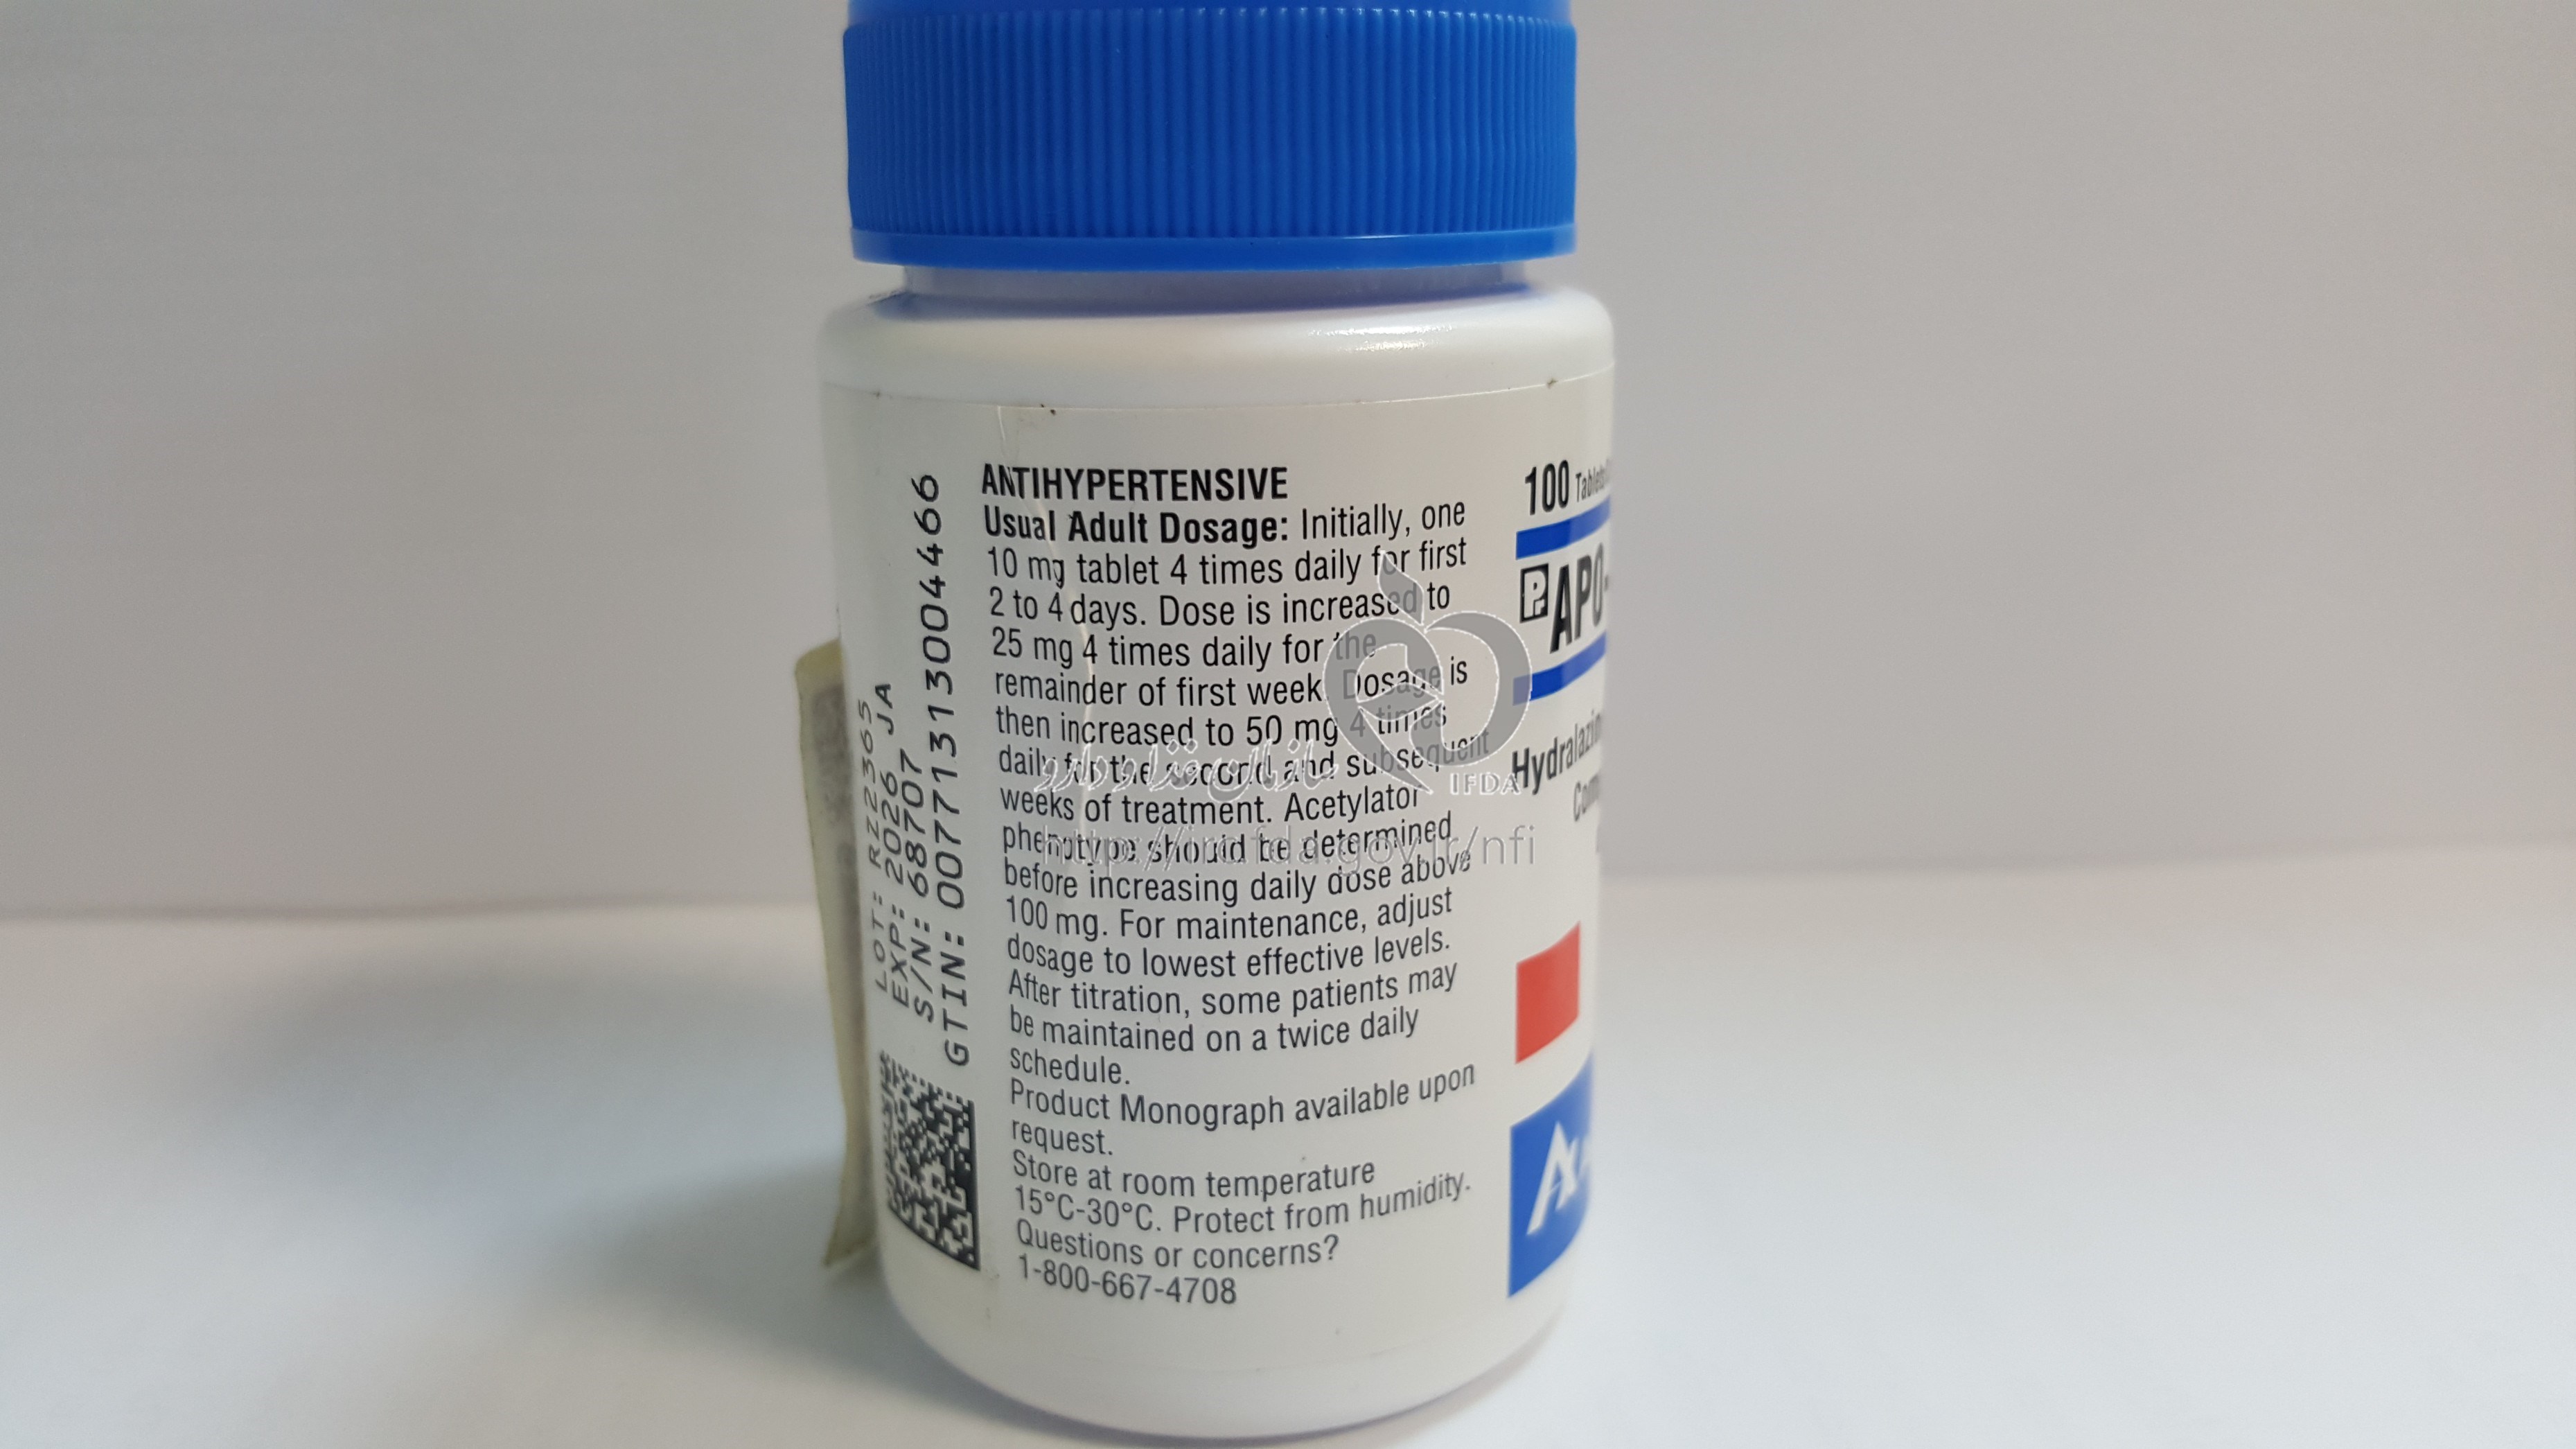 ANTIHYPERTENSIVE
Usual Adult Dosage: Initially, one
10 mg tablet 4 times daily for first
2 to 4 days. Dose is increased to
25 mg 4 times daily for the
remainder of first week. Dosage is
then increased to 50 mg 4 times
daily for the second and subsequent
weeks of treatment. Acetylator
phenotype should be determined
before increasing daily dose above
100 mg. For maintenance, adjust
dosage to lowest effective levels.
After titration, some patients may
be maintained on a twice daily
schedule.
Product Monograph available upon
request.
Store at room temperature
15°C-30°C. Protect from humidity.
Questions or concerns?
1-800-667-4708
LOT: RZ2365
EXP: 2026 JA
S/N: 68707
GTIN: 00771313004466
100 Tablets
Pr APO-
سازمان غذا و دارو
IFDA